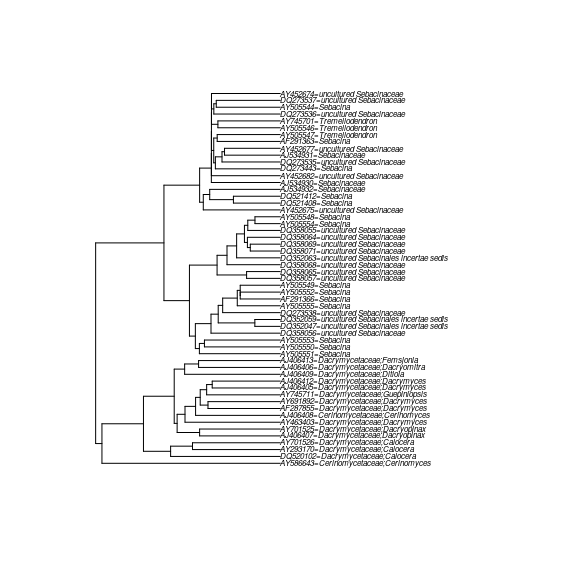 AY452674=uncultured Sebacinaceae
DQ273537=uncultured Sebacinaceae
AY505544=Sebacina
DQ273536=uncultured Sebacinaceae
AY745701=Tremellodendron
AY505546=Tremellodendron
AY505547=Tremellodendron
AF291363=Sebacina
AY452677=uncultured Sebacinaceae
AJ534931=Sebacinaceae
DQ273535=uncultured Sebacinaceae
DQ273443=Sebacina
AY452682=uncultured Sebacinaceae
AJ534930=Sebacinaceae
AJ534932=Sebacinaceae
DQ521412=Sebacina
DQ521408=Sebacina
AY452675=uncultured Sebacinaceae
AY505548=Sebacina
AY505554=Sebacina
DQ358055=uncultured Sebacinaceae
DQ358064=uncultured Sebacinaceae
DQ358069=uncultured Sebacinaceae
DQ358071=uncultured Sebacinaceae
DQ352063=uncultured Sebacinales incertae sedis
DQ358068=uncultured Sebacinaceae
DQ358065=uncultured Sebacinaceae
DQ358057=uncultured Sebacinaceae
AY505549=Sebacina
AY505552=Sebacina
AF291366=Sebacina
AY505555=Sebacina
DQ273538=uncultured Sebacinaceae
DQ352059=uncultured Sebacinales incertae sedis
DQ352047=uncultured Sebacinales incertae sedis
DQ358056=uncultured Sebacinaceae
AY505553=Sebacina
AY505550=Sebacina
AY505551=Sebacina
AJ406413=Dacrymycetaceae;Femsjonia
AJ406406=Dacrymycetaceae;Dacryomitra
AJ406409=Dacrymycetaceae;Ditiola
AJ406412=Dacrymycetaceae;Dacrymyces
AJ406405=Dacrymycetaceae;Dacrymyces
AY745711=Dacrymycetaceae;Guepiniopsis
AY691892=Dacrymycetaceae;Dacrymyces
AF287855=Dacrymycetaceae;Dacrymyces
AJ406408=Cerinomycetaceae;Cerinomyces
AY463403=Dacrymycetaceae;Dacrymyces
AY701525=Dacrymycetaceae;Dacryopinax
AJ406407=Dacrymycetaceae;Dacryopinax
AY701526=Dacrymycetaceae;Calocera
AY293170=Dacrymycetaceae;Calocera
DQ520102=Dacrymycetaceae;Calocera
AY586643=Cerinomycetaceae;Cerinomyces